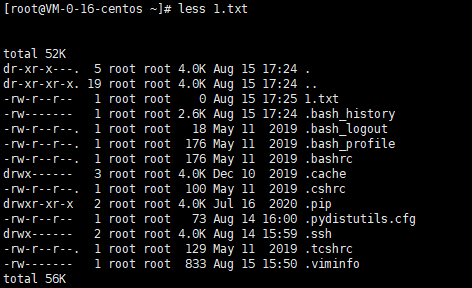 [root@VM-0-16-centos ~]# less 1.txt
total 52K
dr-xr-x---. 5 root root 4.0K Aug 15 17:24 .
dr-xr-xr-x. 19 root root 4.0K Aug 15 17:24 ..
-rw-r--r-- 1 root root 0 Aug 15 17:25 1.txt
-rw------- 1 root root 2.6K Aug 15 17:24 .bash_history
-rw-r--r--. 1 root root 18 May 11 2019 .bash_logout
-rw-r--r--. 1 root root 176 May 11 2019 .bash_profile
-rw-r--r--. 1 root root 176 May 11 2019 .bashrc
drwx------ 3 root root 4.0K Dec 10 2019 .cache
-rw-r--r--. 1 root root 100 May 11 2019 .cshrc
drwxr-xr-x 2 root root 4.0K Jul 16 2020 .pip
-rw-r--r-- 1 root root 73 Aug 14 16:00 .pydistutils.cfg
drwx------ 2 root root 4.0K Aug 14 15:59 .ssh
-rw-r--r--. 1 root root 129 May 11 2019 .tcshrc
-rw------- 1 root root 833 Aug 15 15:50 .viminfo
total 56K